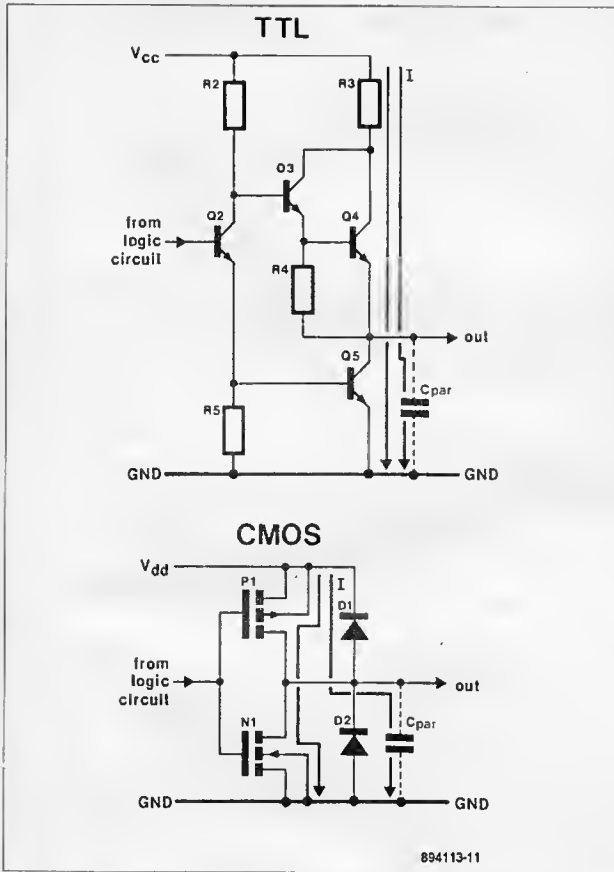 TTL
Vcc
R2
R3
I
Q3
Q2
Q4
from
logic
circuit
R4
out
Q5
Cpar
R5
GND
GND
CMOS
Vdd
P1
I
D1
from
logic
circuit
out
N1
D2
Cpar
GND
GND
894113-11